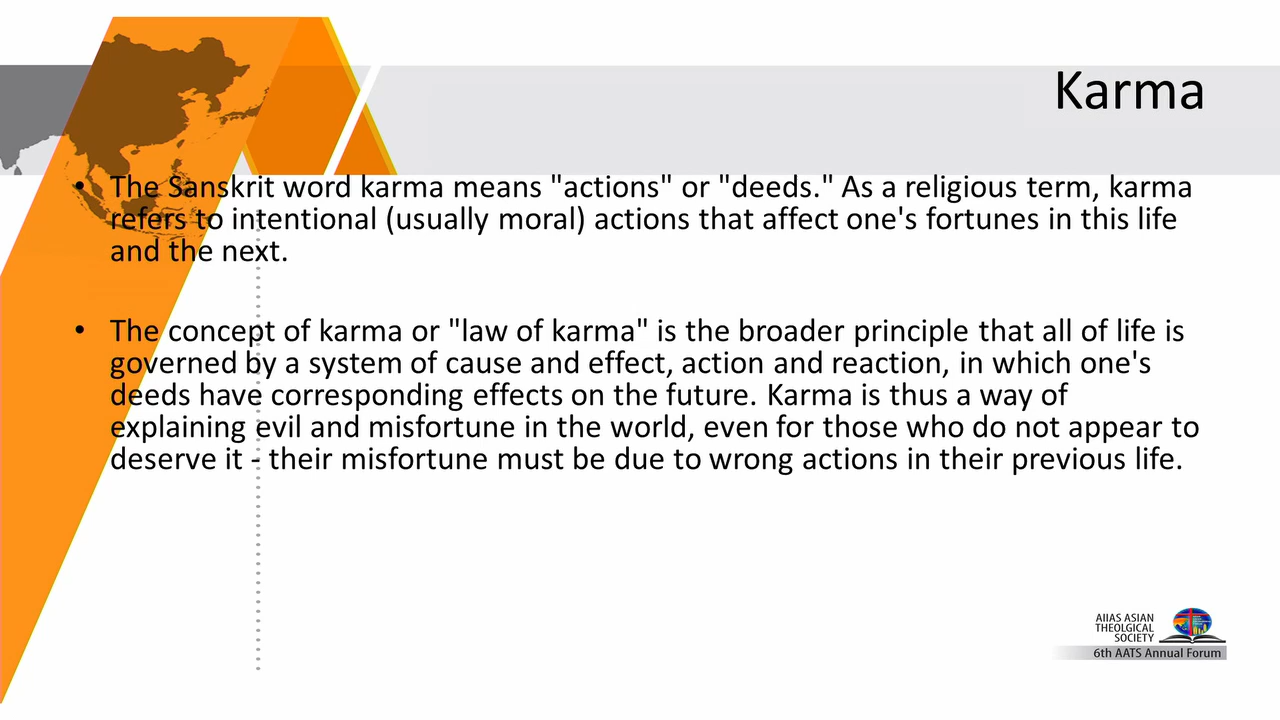 Karma
• The Sanskrit word karma means "actions" or "deeds." As a religious term, karma
refers to intentional (usually moral) actions that affect one's fortunes in this life
and the next.
• The concept of karma or "law of karma" is the broader principle that all of life is
governed by a system of cause and effect, action and reaction, in which one's
deeds have corresponding effects on the future. Karma is thus a way of
explaining evil and misfortune in the world, even for those who do not appear to
deserve it - their misfortune must be due to wrong actions in their previous life.
AIIAS ASIAN
THEOLGICAL
SOCIETY
6th AATS Annual Forum